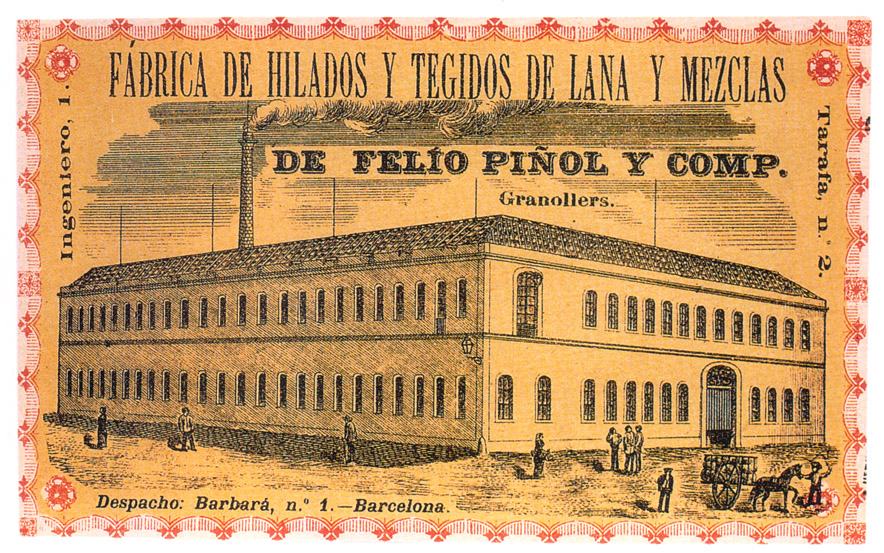 FÁBRICA DE HILADOS Y TEGIDOS DE LANA Y MEZCLAS
DE FELÍO PIÑOL Y COMP.
Granollers.
Ingeniero, 1.
Tarafa, n.º 2.
Despacho: Barbará, n.º 1.—Barcelona.